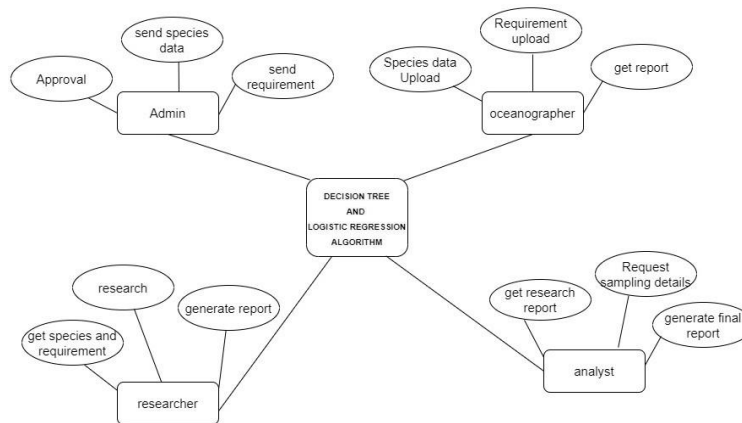 send species
data
Approval
send
requirement
Admin
Requirement
upload
Species data
Upload
get report
oceanographer
DECISION TREE
AND
LOGISTIC REGRESSION
ALGORITHM
research
generate report
get species and
requirement
researcher
Request
sampling details
get research
report
generate final
report
analyst